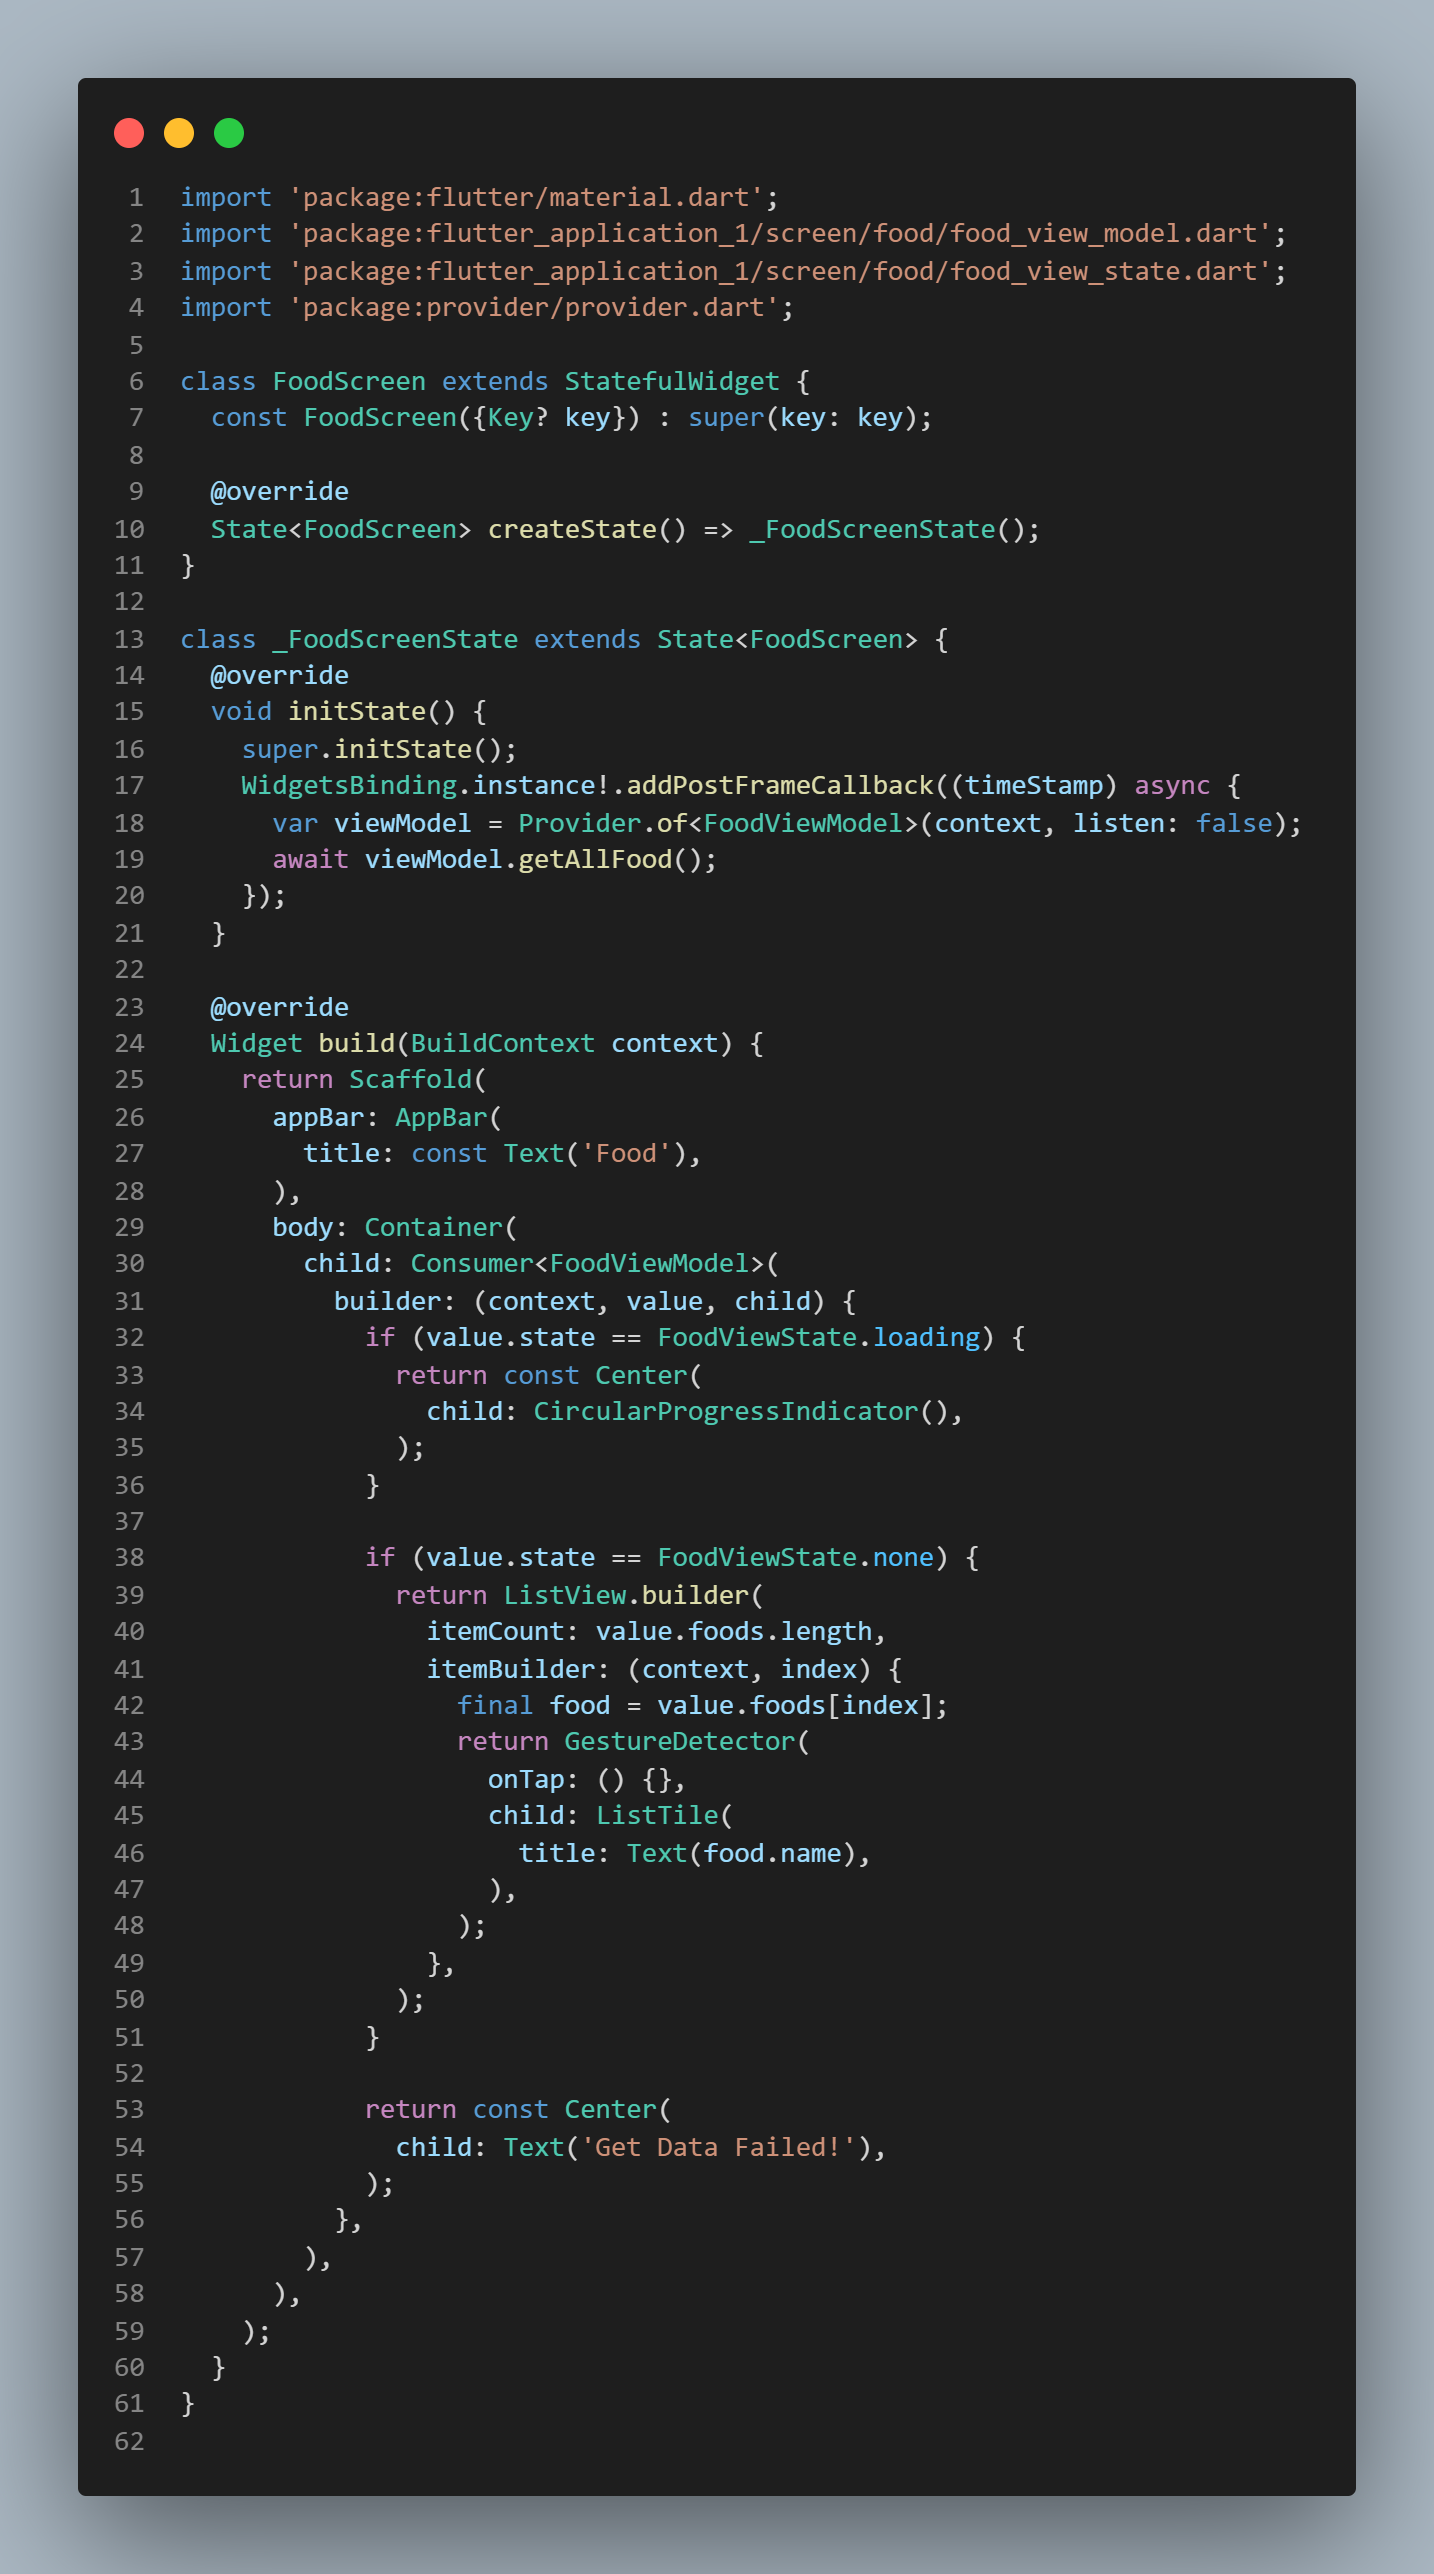 1 import 'package:flutter/material.dart';
2 import 'package:flutter_application_1/screen/food/food_view_model.dart';
3 import 'package:flutter_application_1/screen/food/food_view_state.dart';
4 import 'package:provider/provider.dart';
5
6 class FoodScreen extends StatefulWidget {
7   const FoodScreen({Key? key}) : super(key: key);
8
9   @override
10   State<FoodScreen> createState() => _FoodScreenState();
11 }
12
13 class _FoodScreenState extends State<FoodScreen> {
14   @override
15   void initState() {
16     super.initState();
17     WidgetsBinding.instance!.addPostFrameCallback((timeStamp) async {
18       var viewModel = Provider.of<FoodViewModel>(context, listen: false);
19       await viewModel.getAllFood();
20     });
21   }
22
23   @override
24   Widget build(BuildContext context) {
25     return Scaffold(
26       appBar: AppBar(
27         title: const Text('Food'),
28       ),
29       body: Container(
30         child: Consumer<FoodViewModel>(
31           builder: (context, value, child) {
32             if (value.state == FoodViewState.loading) {
33               return const Center(
34                 child: CircularProgressIndicator(),
35               );
36             }
37
38             if (value.state == FoodViewState.none) {
39               return ListView.builder(
40                 itemCount: value.foods.length,
41                 itemBuilder: (context, index) {
42                   final food = value.foods[index];
43                   return GestureDetector(
44                     onTap: () {},
45                     child: ListTile(
46                       title: Text(food.name),
47                     ),
48                   );
49                 },
50               );
51             }
52
53             return const Center(
54               child: Text('Get Data Failed!'),
55             );
56           },
57         ),
58       ),
59     );
60   }
61 }
62